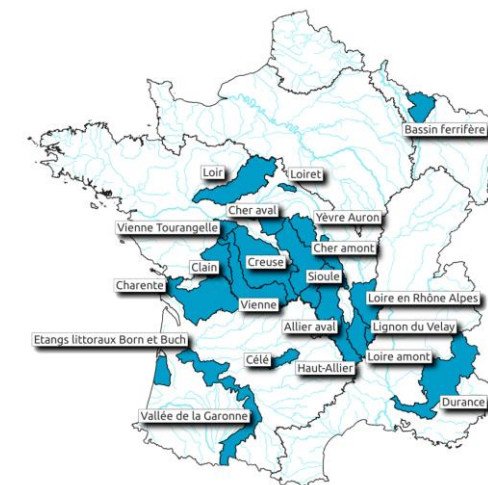 Bassin ferrifère
Loir
Loiret
Cher aval
Yèvre Auron
Vienne Tourangelle
Cher amont
Clain
Creuse
Sioule
Charente
Loire en Rhône Alpes
Vienne
Allier aval
Lignon du Velay
Etangs littoraux Born et Buch
Célé
Loire amont
Haut-Allier
Durance
Vallée de la Garonne